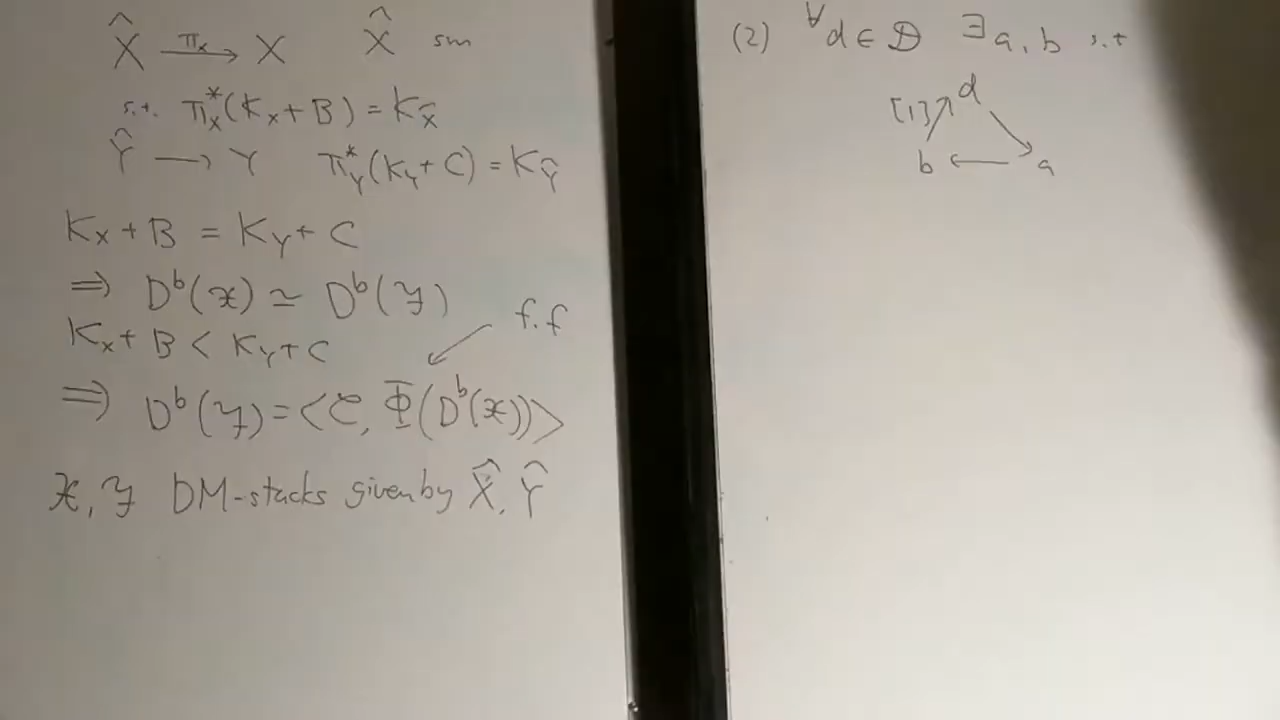 X̂ —π_X→ X   X̂ sm
s.t. π_X^*(K_X + B) = K_X̂
Ŷ → Y   π_Y^*(K_Y + C) = K_Ŷ
K_X + B = K_Y + C
⇒ D^b(𝒳) ≃ D^b(𝒴)
f.f
K_X + B < K_Y + C
⇒ D^b(𝒴) = <𝒞, Φ(D^b(𝒳))>
𝒳, 𝒴 DM-stacks given by X̂, Ŷ
(2) ∀d ∈ 𝒟 ∃a, b s.t
[1]↗ d ↘
b ← a